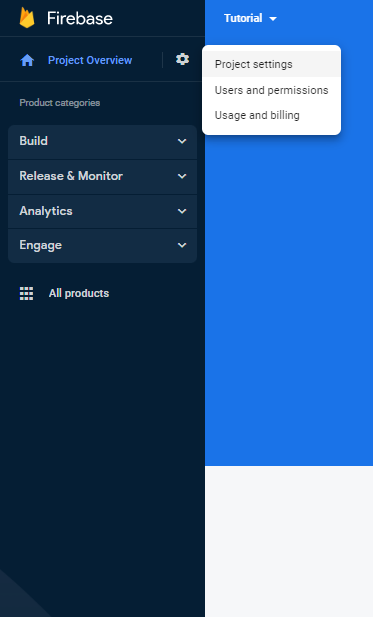 Firebase
Tutorial
Project Overview
Project settings
Users and permissions
Usage and billing
Product categories
Build
Release & Monitor
Analytics
Engage
All products